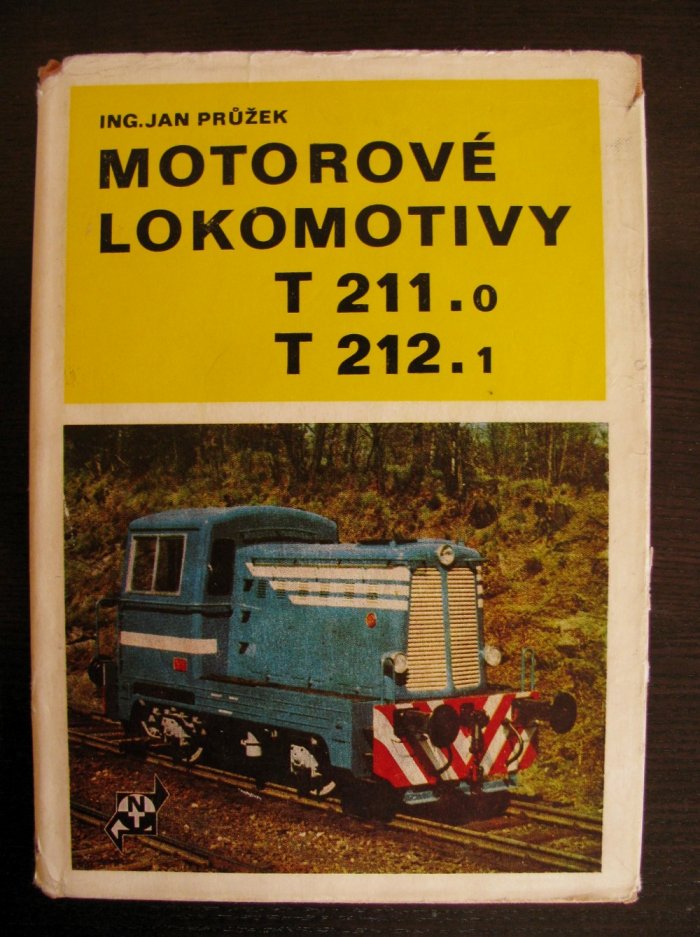 ING.JAN PRŮŽEK
MOTOROVÉ
LOKOMOTIVY
T 211.0
T 212.1
NT